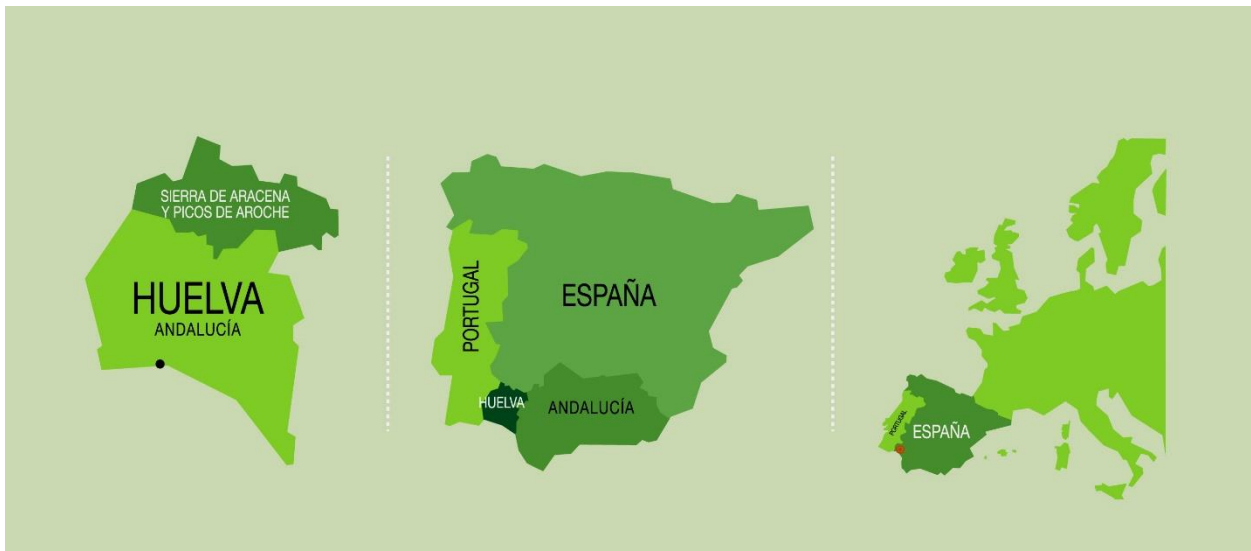 SIERRA DE ARACENA
Y PICOS DE AROCHE
HUELVA
ANDALUCÍA
PORTUGAL
ESPAÑA
HUELVA
ANDALUCÍA
PORTUGAL
ESPAÑA